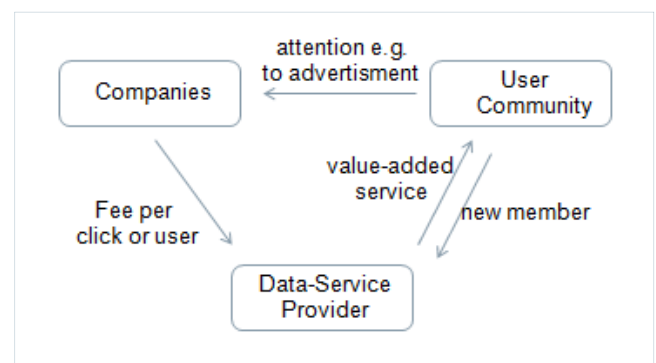 attention e.g.
to advertisment
Companies
User
Community
value-added
service
new member
Fee per
click or user
Data-Service
Provider